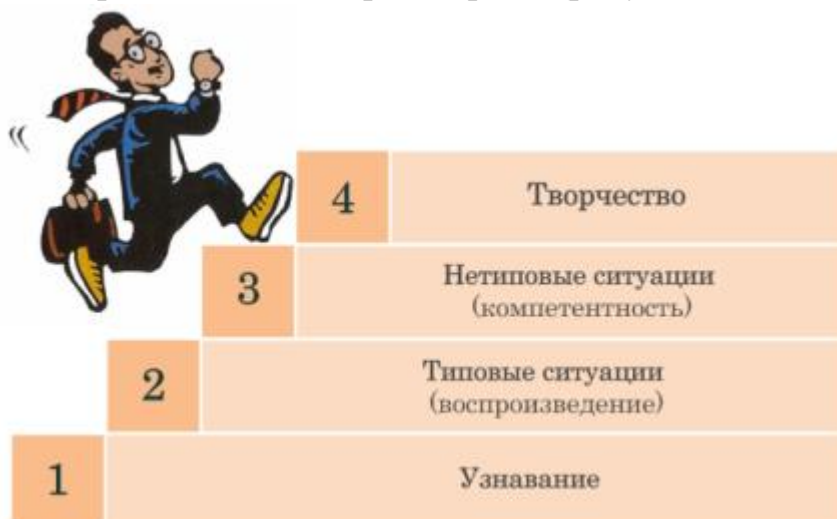 4
Творчество
3
Нетиповые ситуации
(компетентность)
2
Типовые ситуации
(воспроизведение)
1
Узнавание